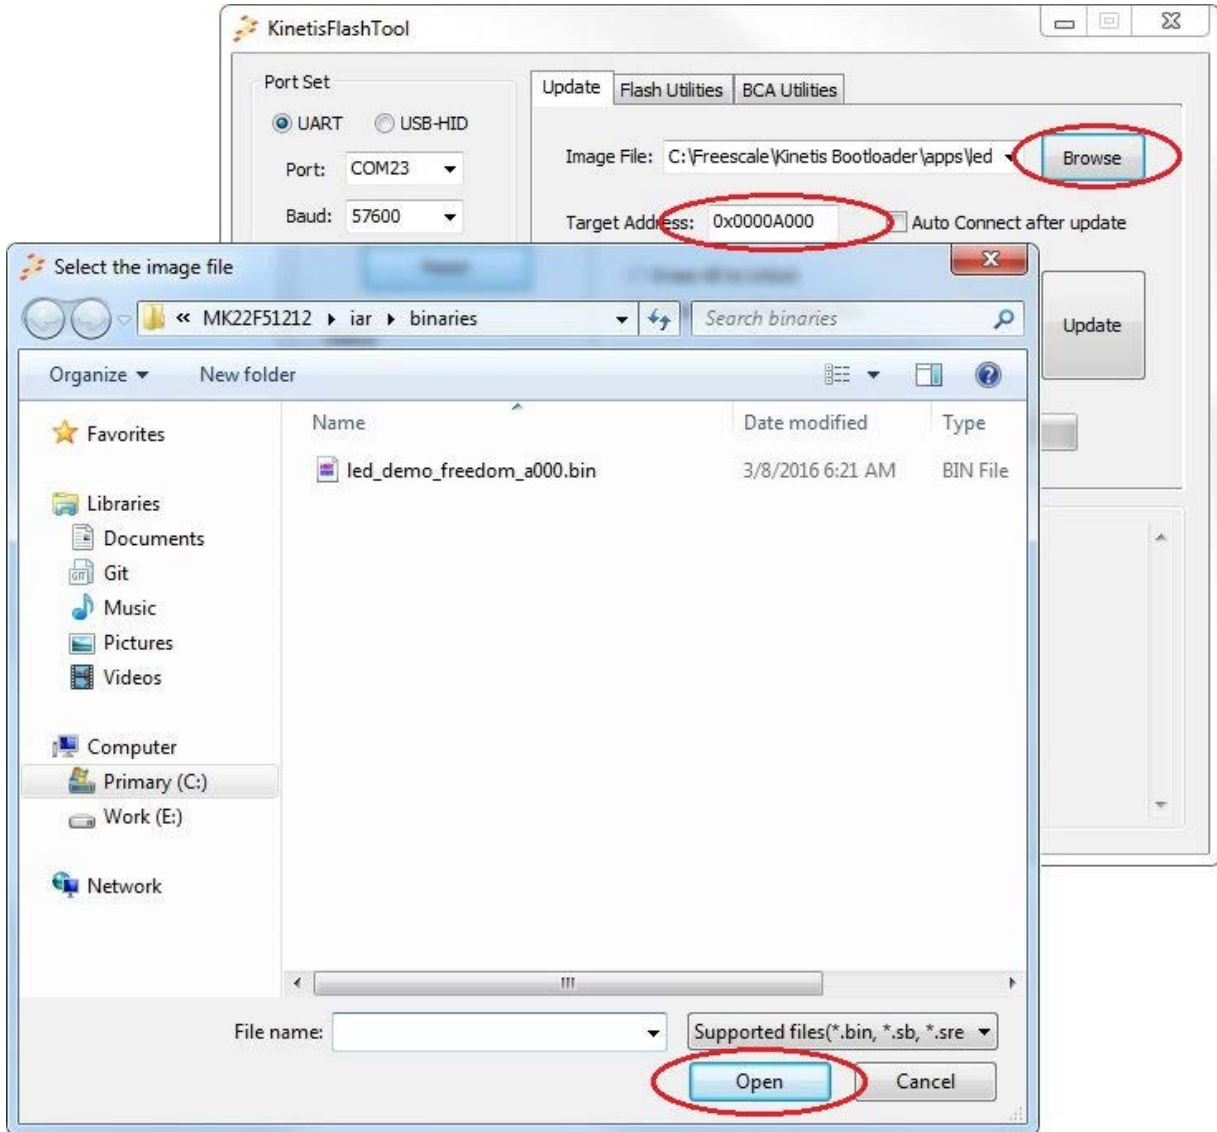 KinetisFlashTool
Port Set
UART USB-HID
Port: COM23
Baud: 57600
Update Flash Utilities BCA Utilities
Image File: C:\Freescale\Kinetis Bootloader\apps\led Browse
Target Address: 0x0000A000 Auto Connect after update
Update
Select the image file
« MK22F51212 iar binaries
Search binaries
Organize New folder
Name Date modified Type
led_demo_freedom_a000.bin 3/8/2016 6:21 AM BIN File
Favorites
Libraries
Documents
Git
Music
Pictures
Videos
Computer
Primary (C:)
Work (E:)
Network
File name: Supported files(*.bin, *.sb, *.sre
Open Cancel